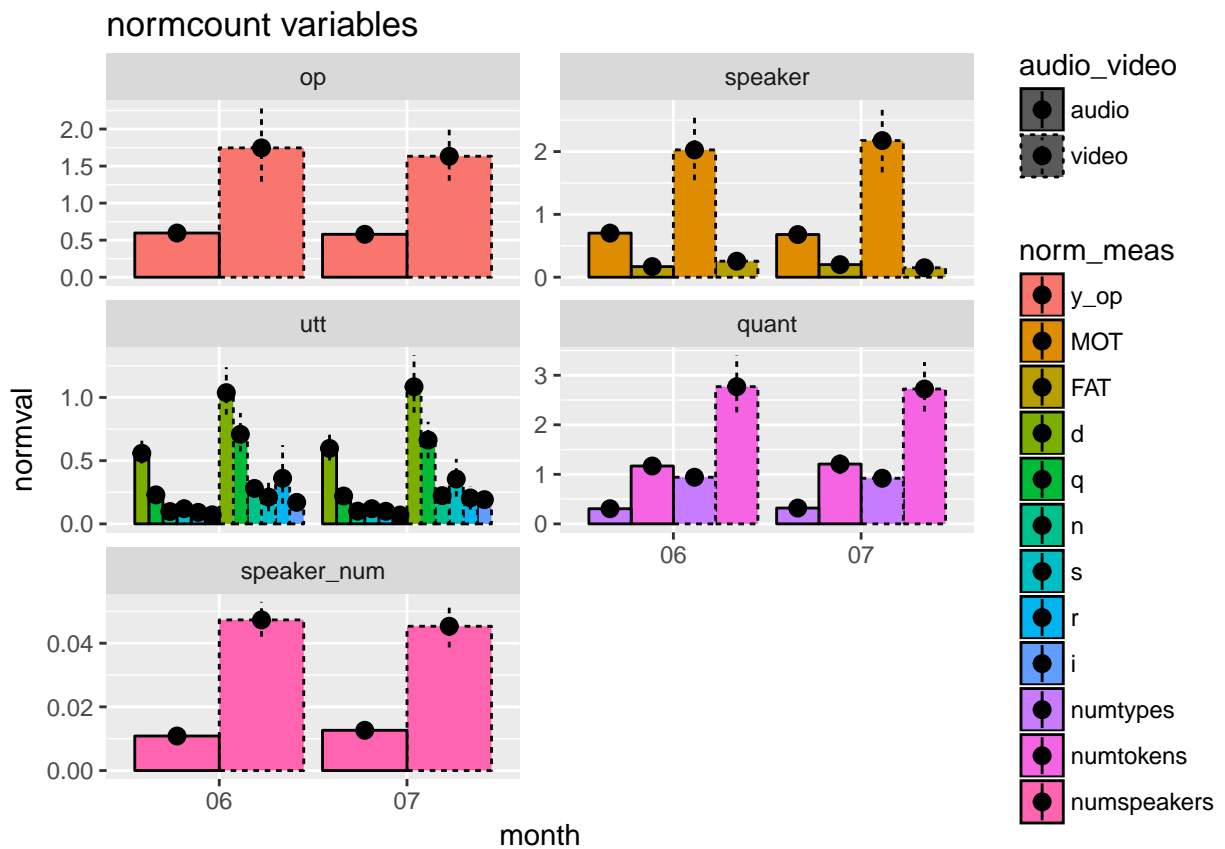 normcount variables
op
speaker
2.0
1.5
1.0
0.5
0.0
2
1
0
utt
quant
1.0
0.5
0.0
3
2
1
0
06
07
speaker_num
0.04
0.02
0.00
06
07
month
normval
audio_video
audio
video
norm_meas
y_op
MOT
FAT
d
q
n
s
r
i
numtypes
numtokens
numspeakers